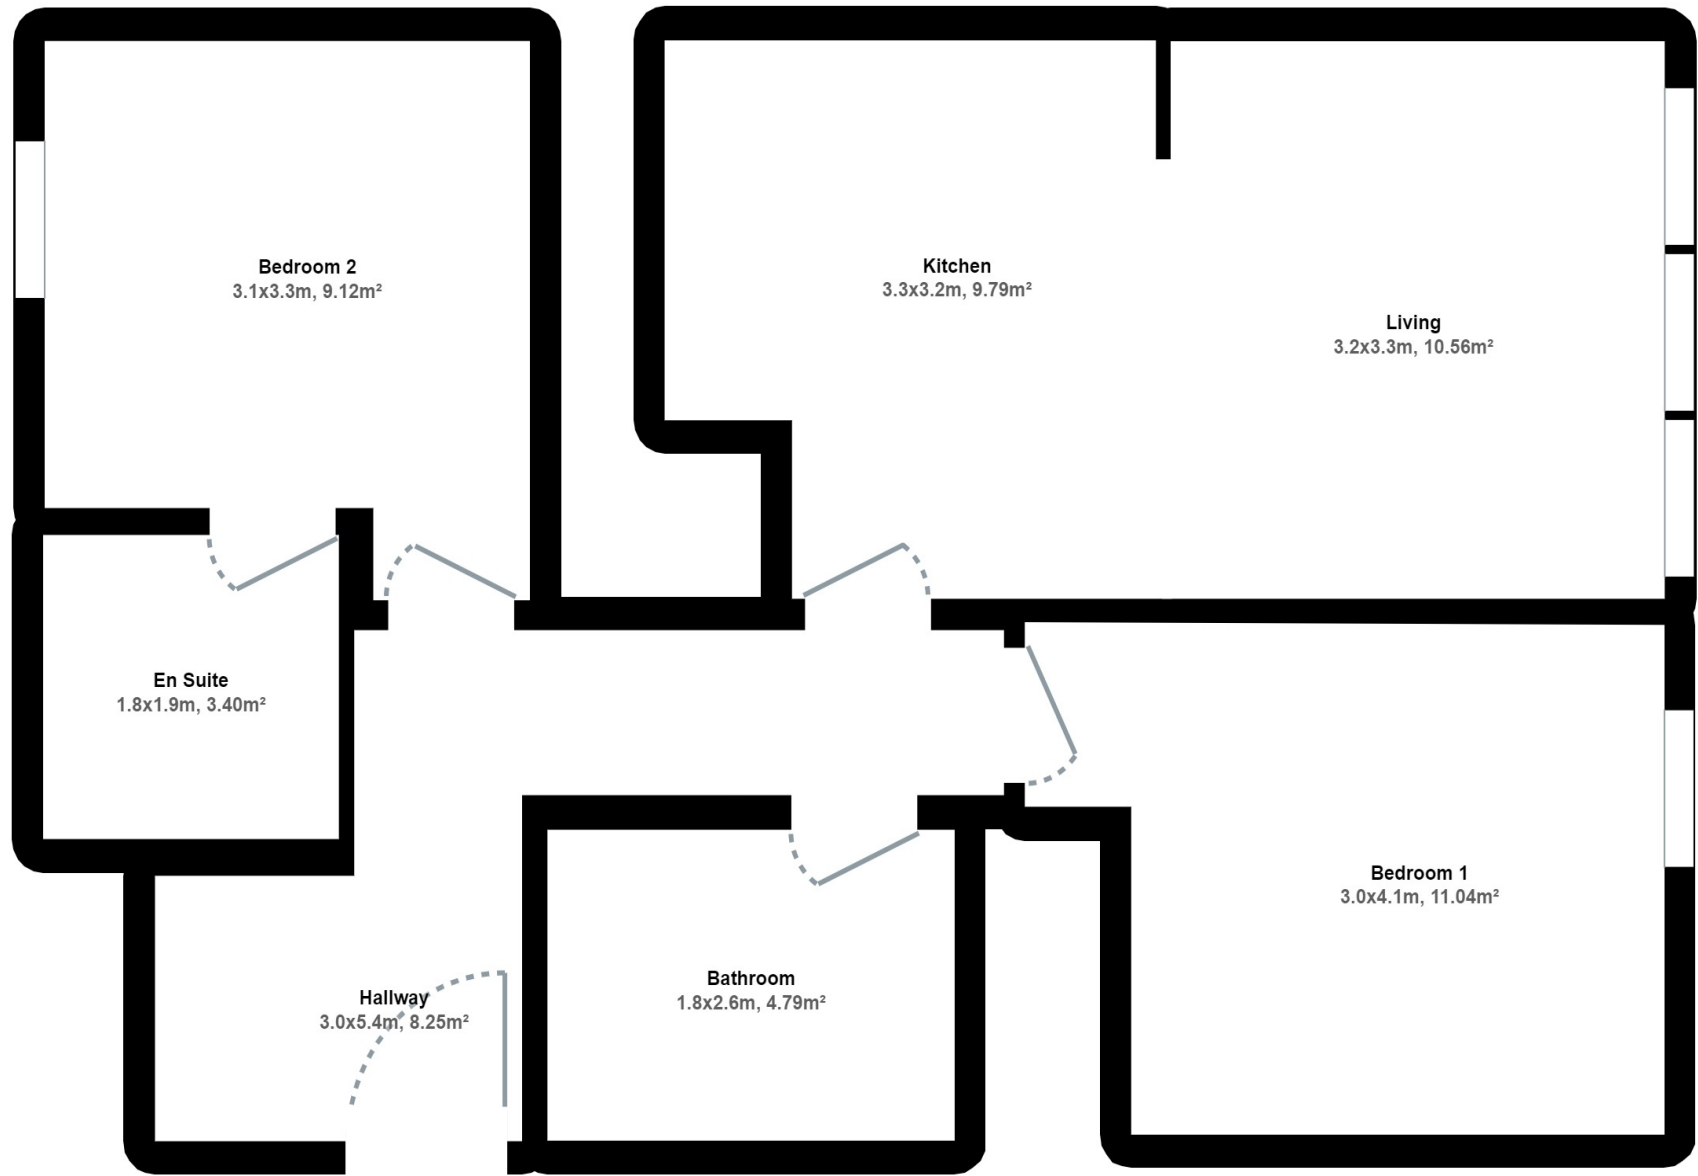 Bedroom 2
3.1x3.3m, 9.12m²
Kitchen
3.3x3.2m, 9.79m²
Living
3.2x3.3m, 10.56m²
En Suite
1.8x1.9m, 3.40m²
Bedroom 1
3.0x4.1m, 11.04m²
Bathroom
1.8x2.6m, 4.79m²
Hallway
3.0x5.4m, 8.25m²